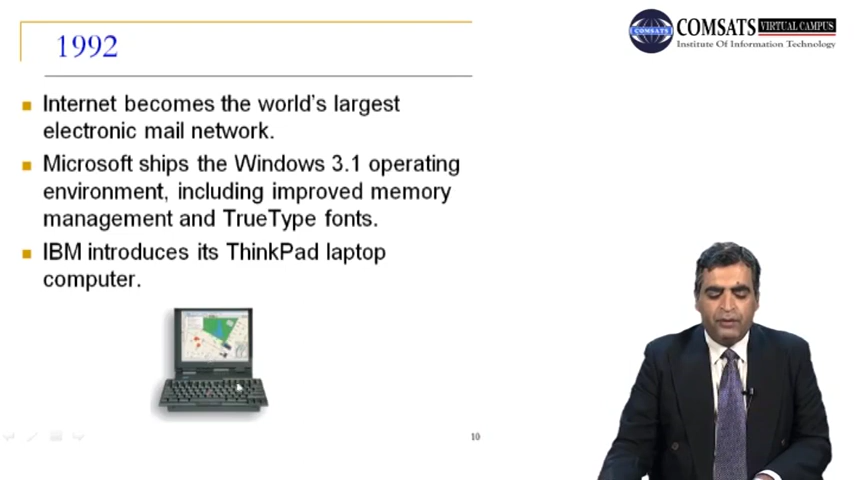 1992
COMSATS VIRTUAL CAMPUS
Institute Of Information Technology
COMSATS
Internet becomes the world's largest
electronic mail network.
Microsoft ships the Windows 3.1 operating
environment, including improved memory
management and TrueType fonts.
IBM introduces its ThinkPad laptop
computer.
10